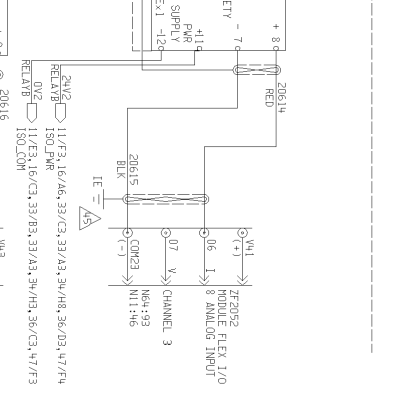 ETY
+ 8
- 7
PWR
SUPPLY
+11
-12
Ex1
20614
RED
24V2
RELAYB
0V2
RELAYB
20616
11/F3,16/A6,33/C3,33/A3,34/H8,36/D3,47/F4
ISO_PWR
11/E3,16/C3,33/B3,33/A3,34/H3,36/C3,47/F3
ISO_COM
20615
BLK
IE
45
V41
(+)
06
I
07
V
COM23
(-)
ZF2052
MODULE FLEX I/O
8 ANALOG INPUT
CHANNEL 3
N64:93
N11:46